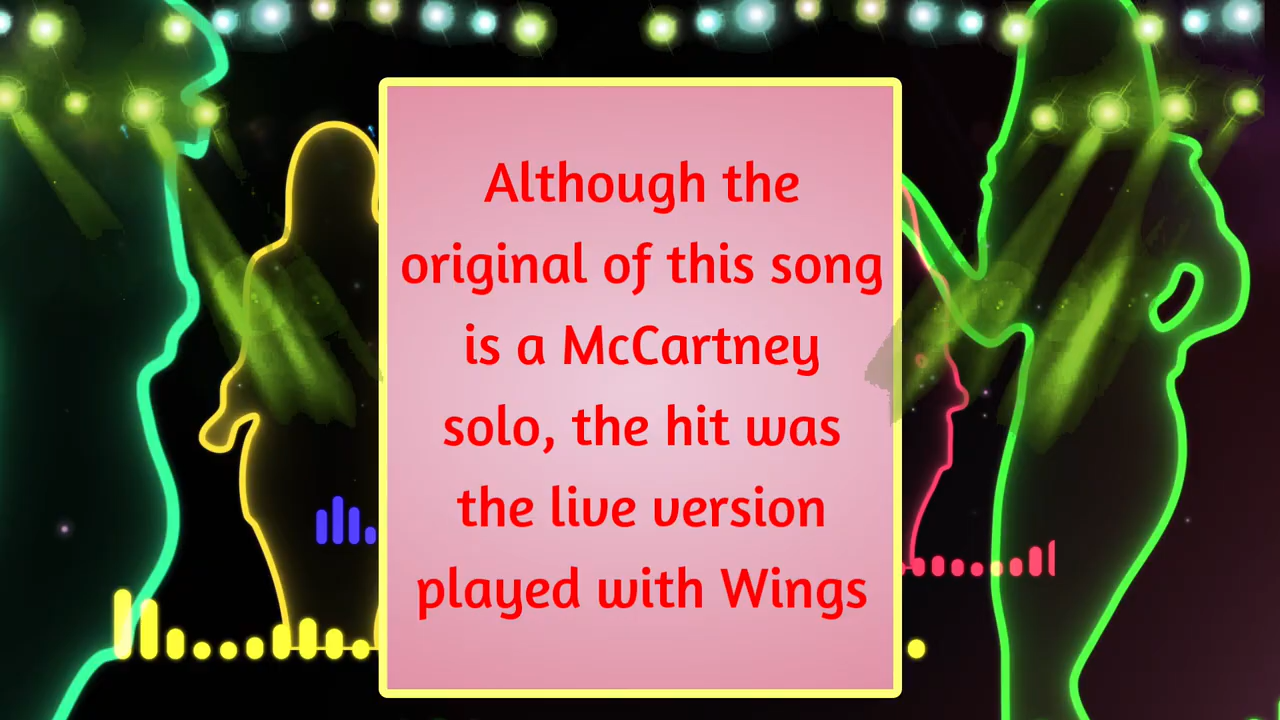 Although the
original of this song
is a McCartney
solo, the hit was
the live version
played with Wings